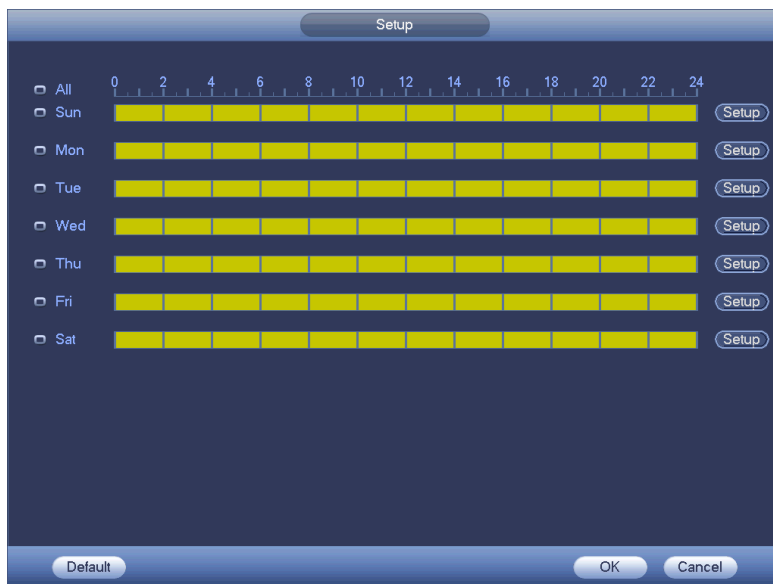 Setup
All 0 2 4 6 8 10 12 14 16 18 20 22 24
Sun Setup
Mon Setup
Tue Setup
Wed Setup
Thu Setup
Fri Setup
Sat Setup
Default OK Cancel